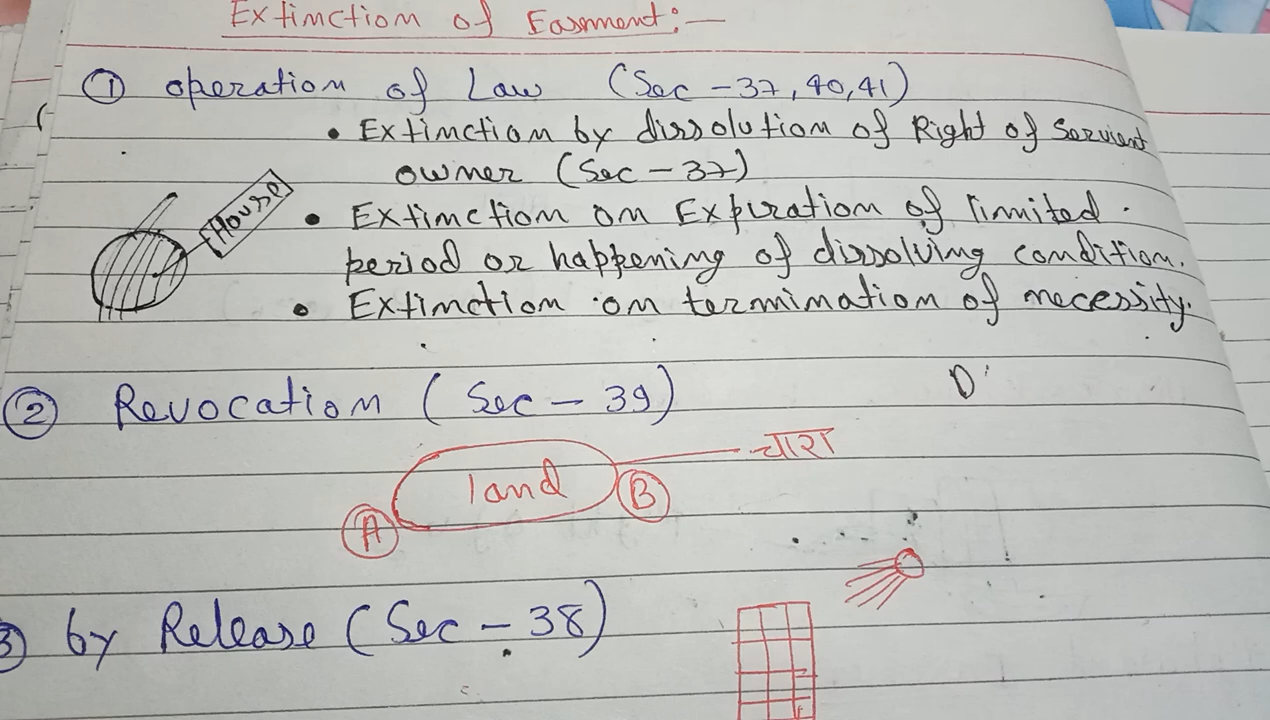 Extinction of Easnment:-
① operation of Law (Sec - 37, 40, 41)
• Extinction by dissolution of Right of Servient
owner (Sec - 37)
House
• Extinction on Expiration of limited
period or happening of dissolving condition.
• Extinction on termination of necessity.
② Revocation (Sec - 39)
D'
चारा
land
A
B
3 by Release (Sec - 38)